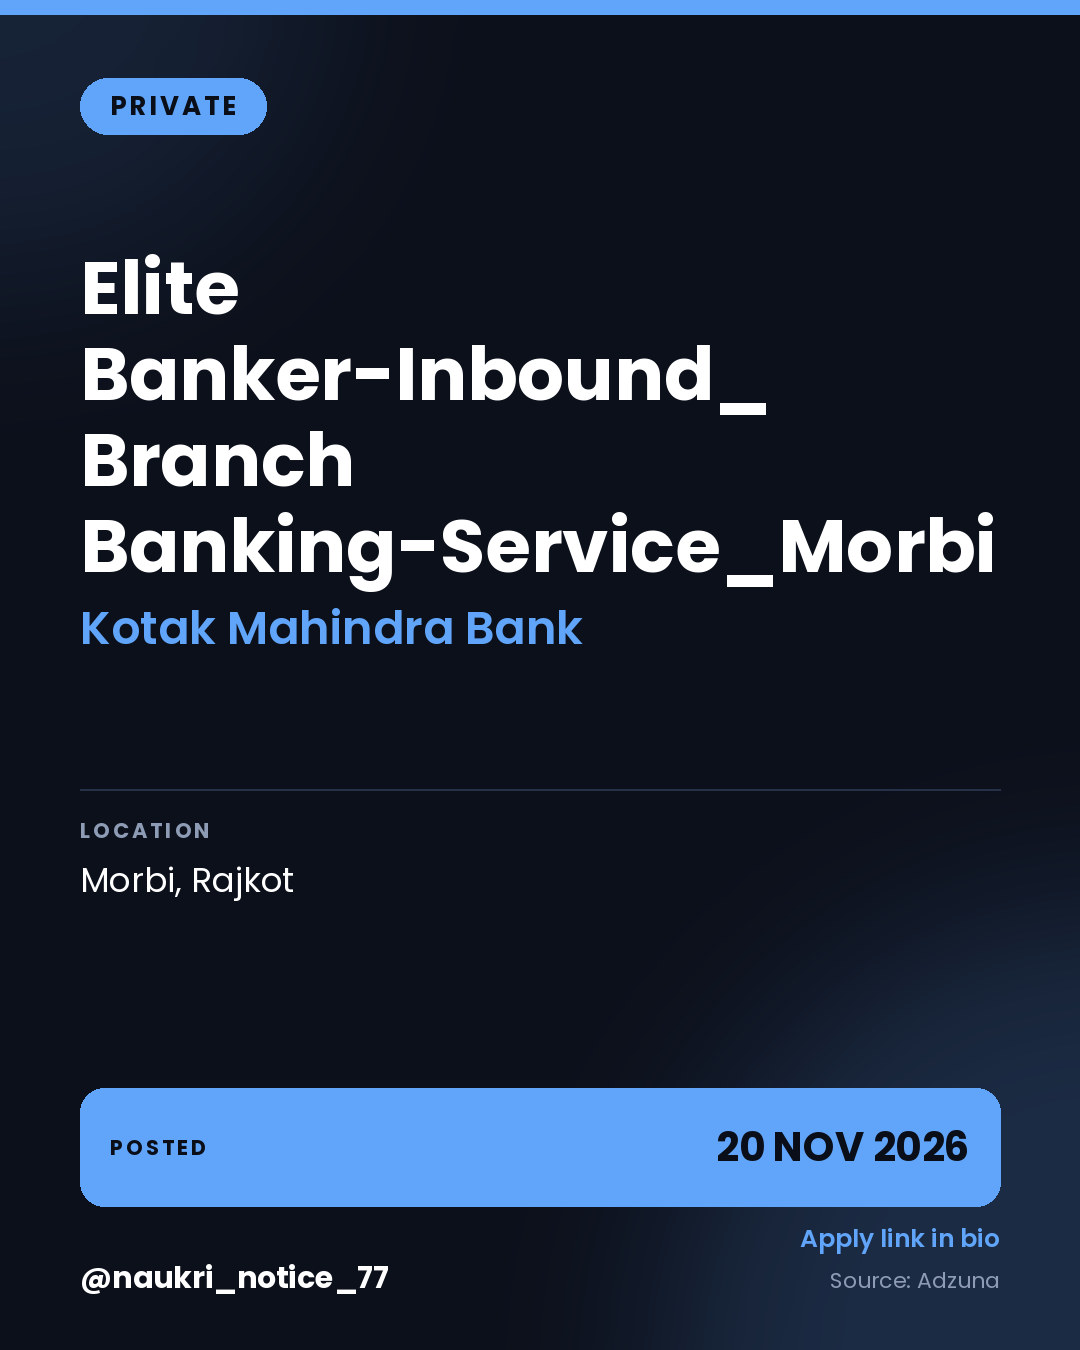 PRIVATE
Elite
Banker-Inbound_
Branch
Banking-Service_Morbi
Kotak Mahindra Bank
LOCATION
Morbi, Rajkot
POSTED
20 NOV 2026
Apply link in bio
@naukri_notice_77
Source: Adzuna